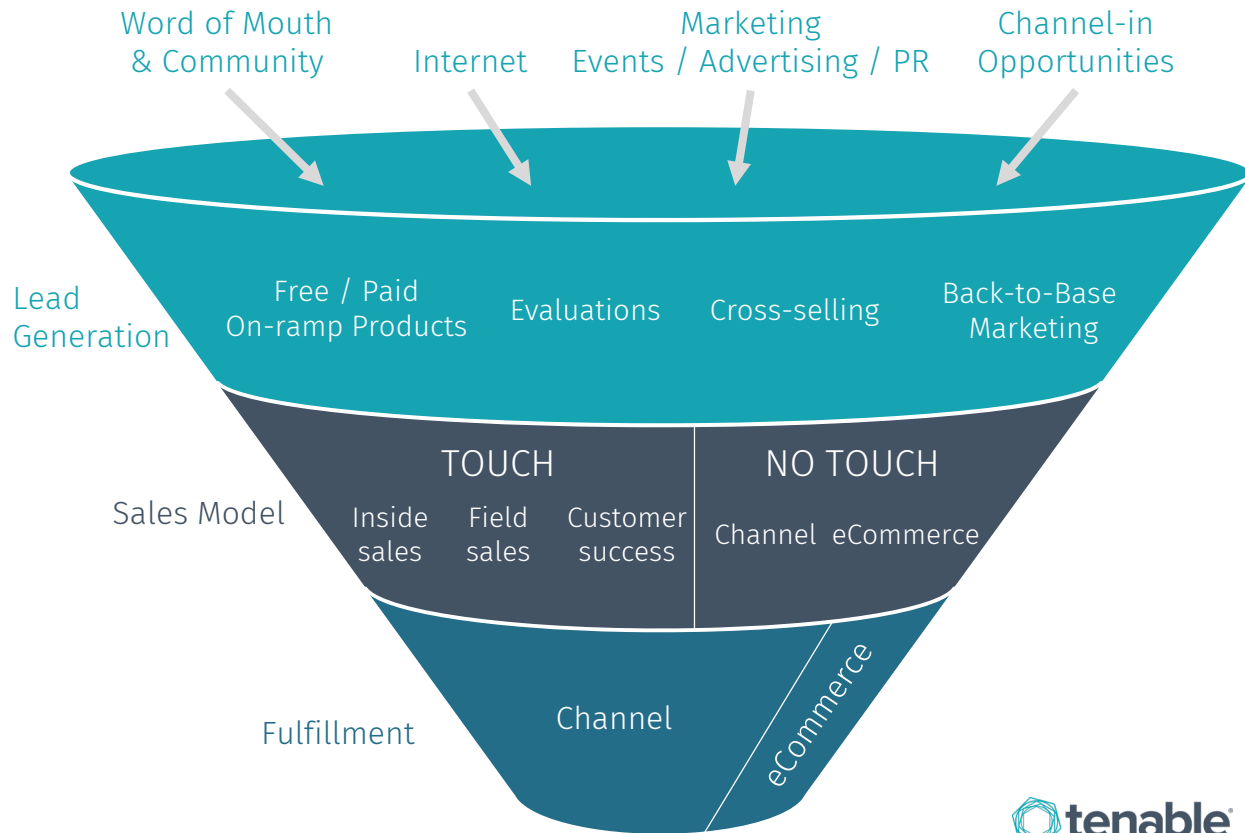 Word of Mouth
& Community
Internet
Marketing
Events / Advertising / PR
Channel-in
Opportunities
Lead
Generation
Free / Paid
On-ramp Products
Evaluations
Cross-selling
Back-to-Base
Marketing
Sales Model
TOUCH
Inside
sales
Field
sales
Customer
success
NO TOUCH
Channel
eCommerce
Fulfillment
Channel
eCommerce
tenable®